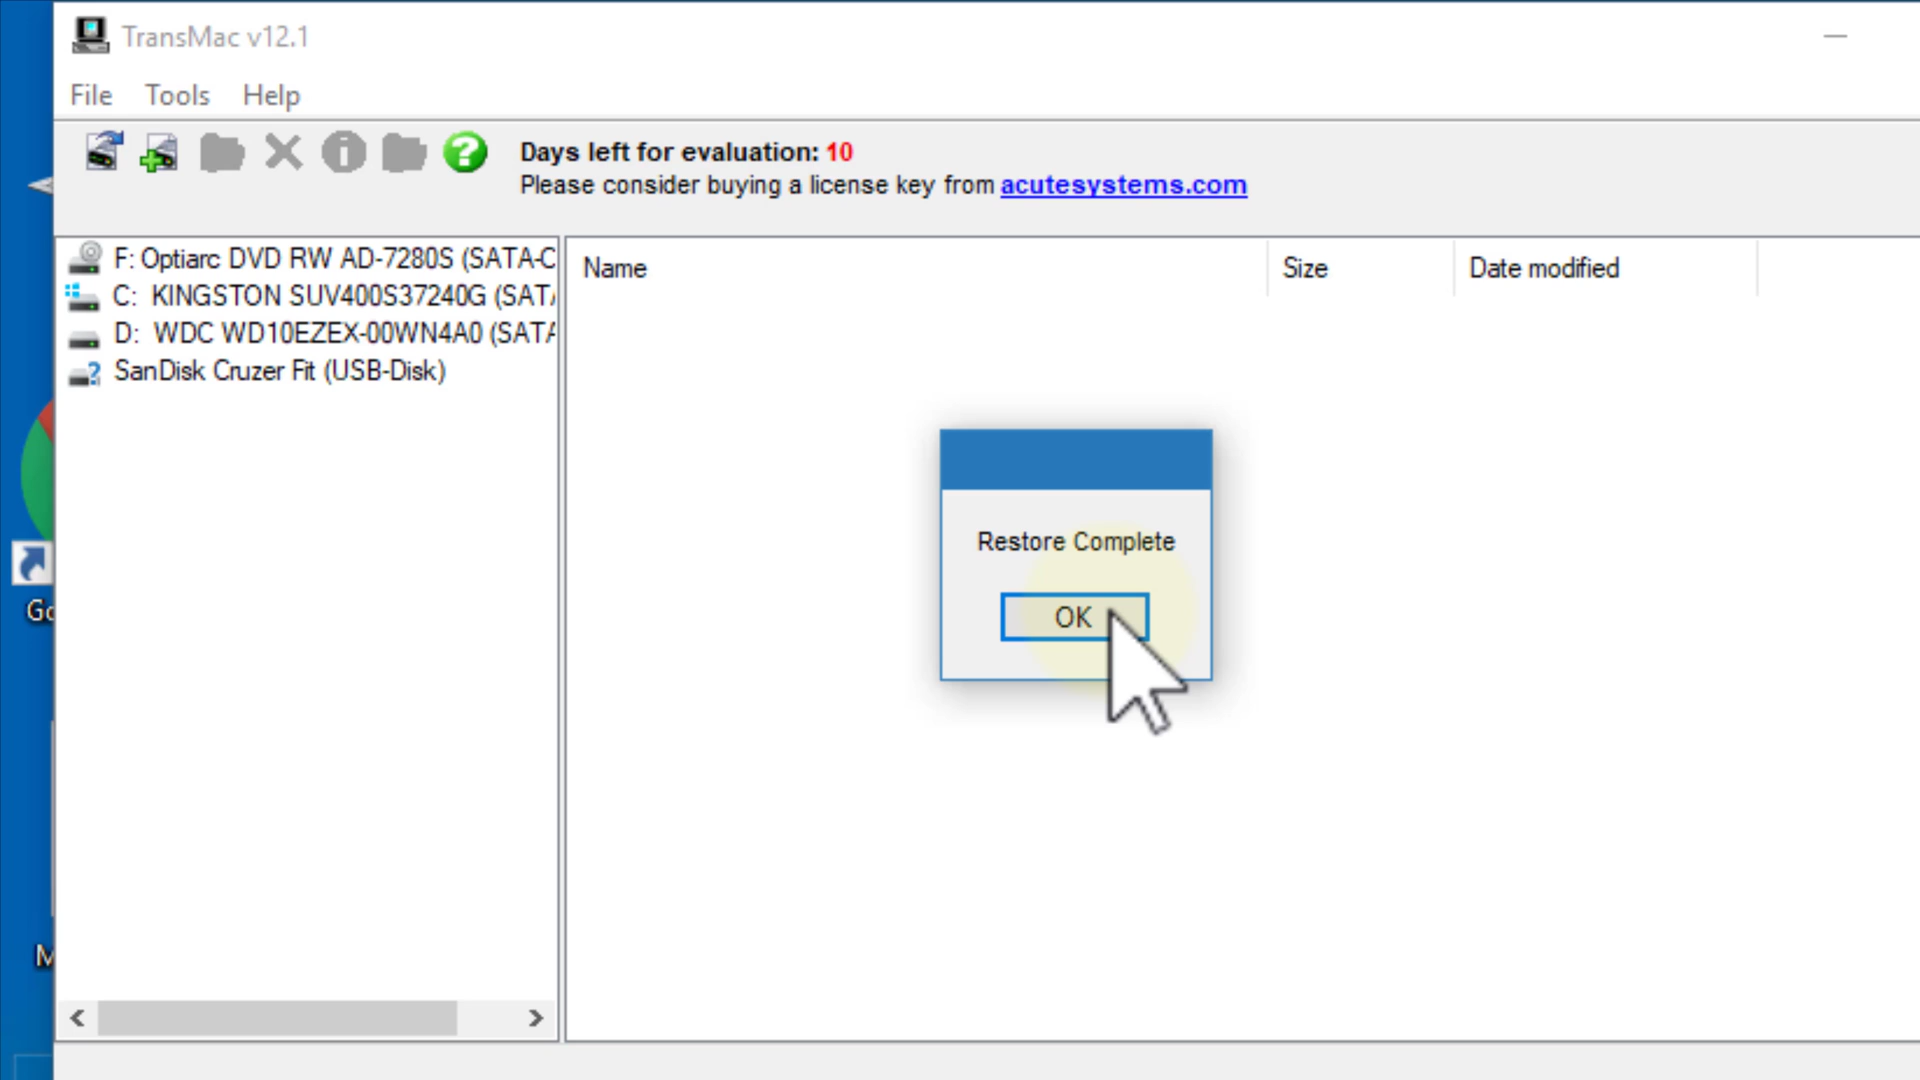 TransMac v12.1
File Tools Help
Days left for evaluation: 10
Please consider buying a license key from acutesystems.com
F: Optiarc DVD RW AD-7280S (SATA-C
C: KINGSTON SUV400S37240G (SAT
D: WDC WD10EZEX-00WN4A0 (SATA
SanDisk Cruzer Fit (USB-Disk)
Name Size Date modified
Restore Complete
OK
Go
M